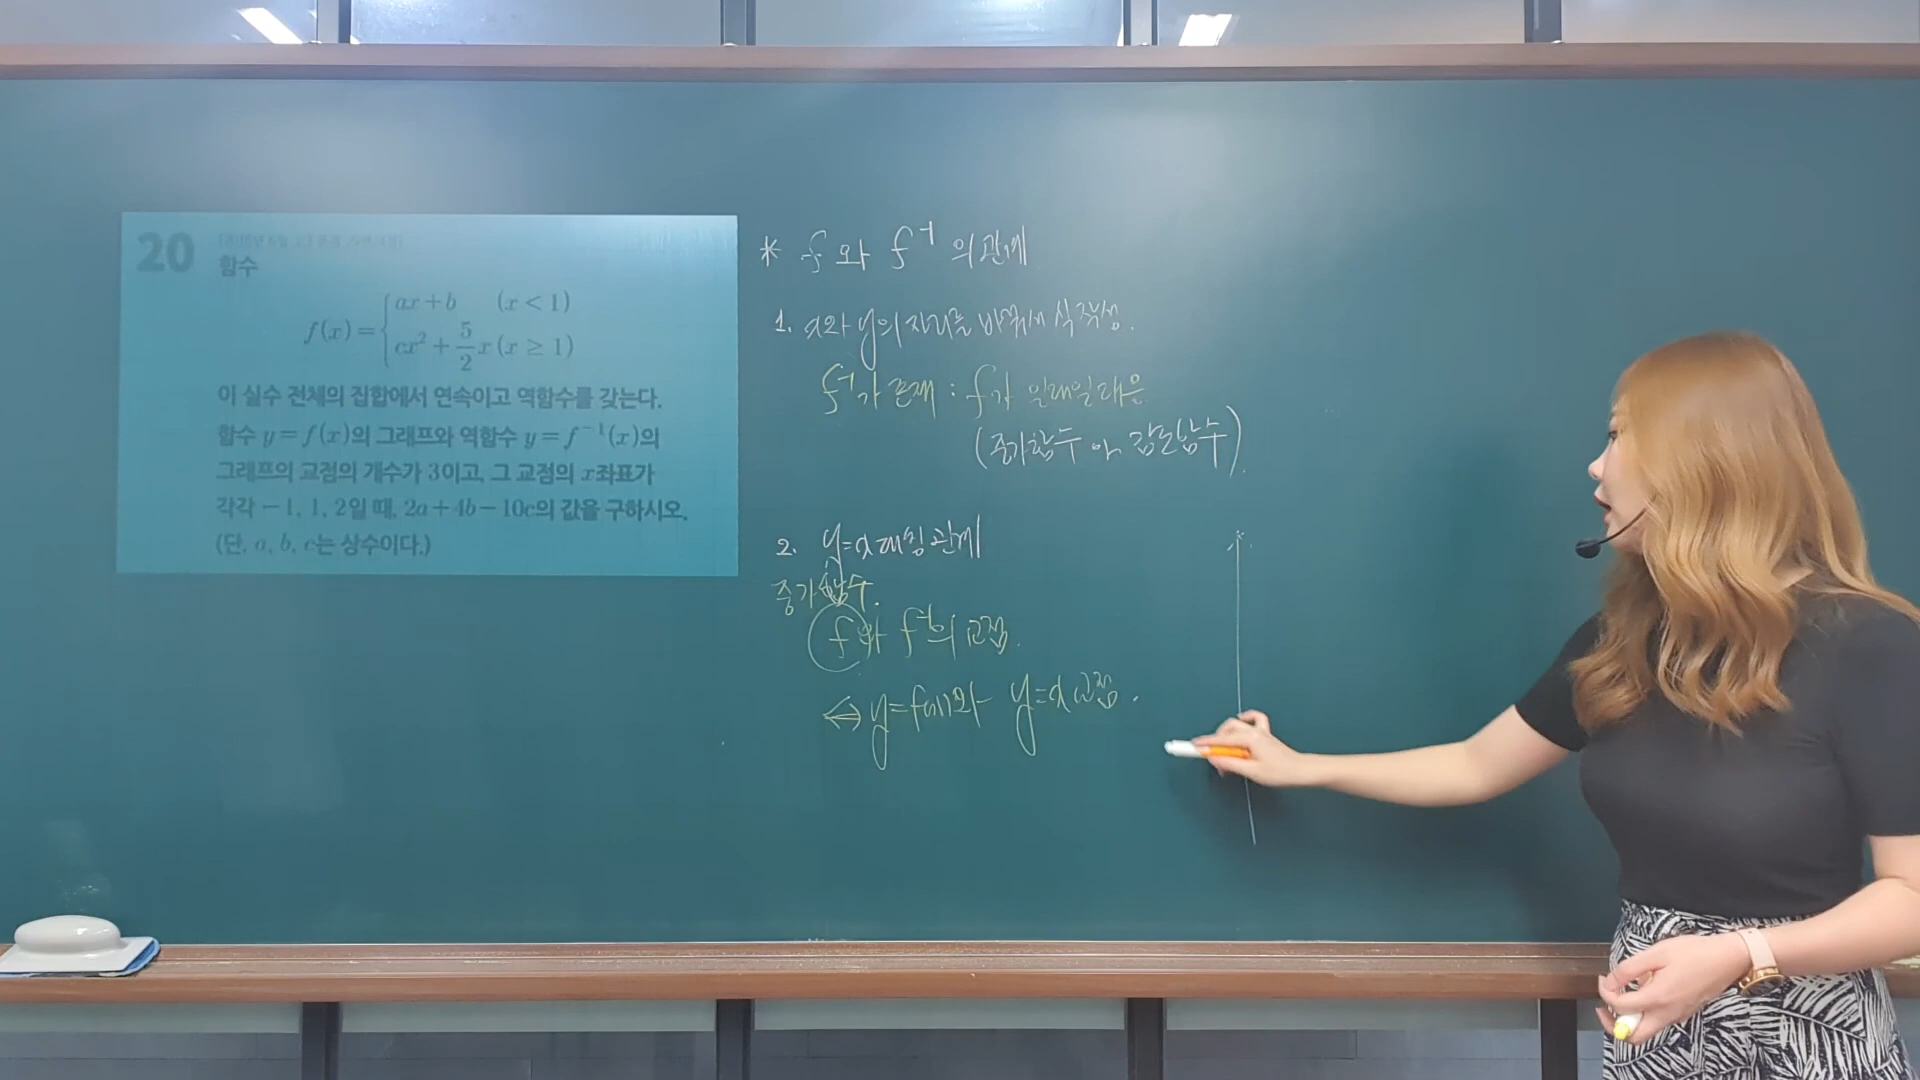 20
함수
f(x) = { ax+b (x < 1)
cx² + 5/2 x (x ≥ 1)
이 실수 전체의 집합에서 연속이고 역함수를 갖는다.
함수 y=f(x)의 그래프와 역함수 y=f⁻¹(x)의
그래프의 교점의 개수가 3이고, 그 교점의 x좌표가
각각 -1, 1, 2일 때, 2a+4b-10c의 값을 구하시오.
(단, a, b, c는 상수이다.)
* f와 f⁻¹의 관계
1. x와 y의 자리를 바꿔서 식 작성.
f⁻¹가 존재 : f가 일대일대응
(증가함수 or 감소함수).
2. y=x 대칭관계
증가함수.
f와 f⁻¹의 교점.
⇔ y=f(x)와 y=x 교점.